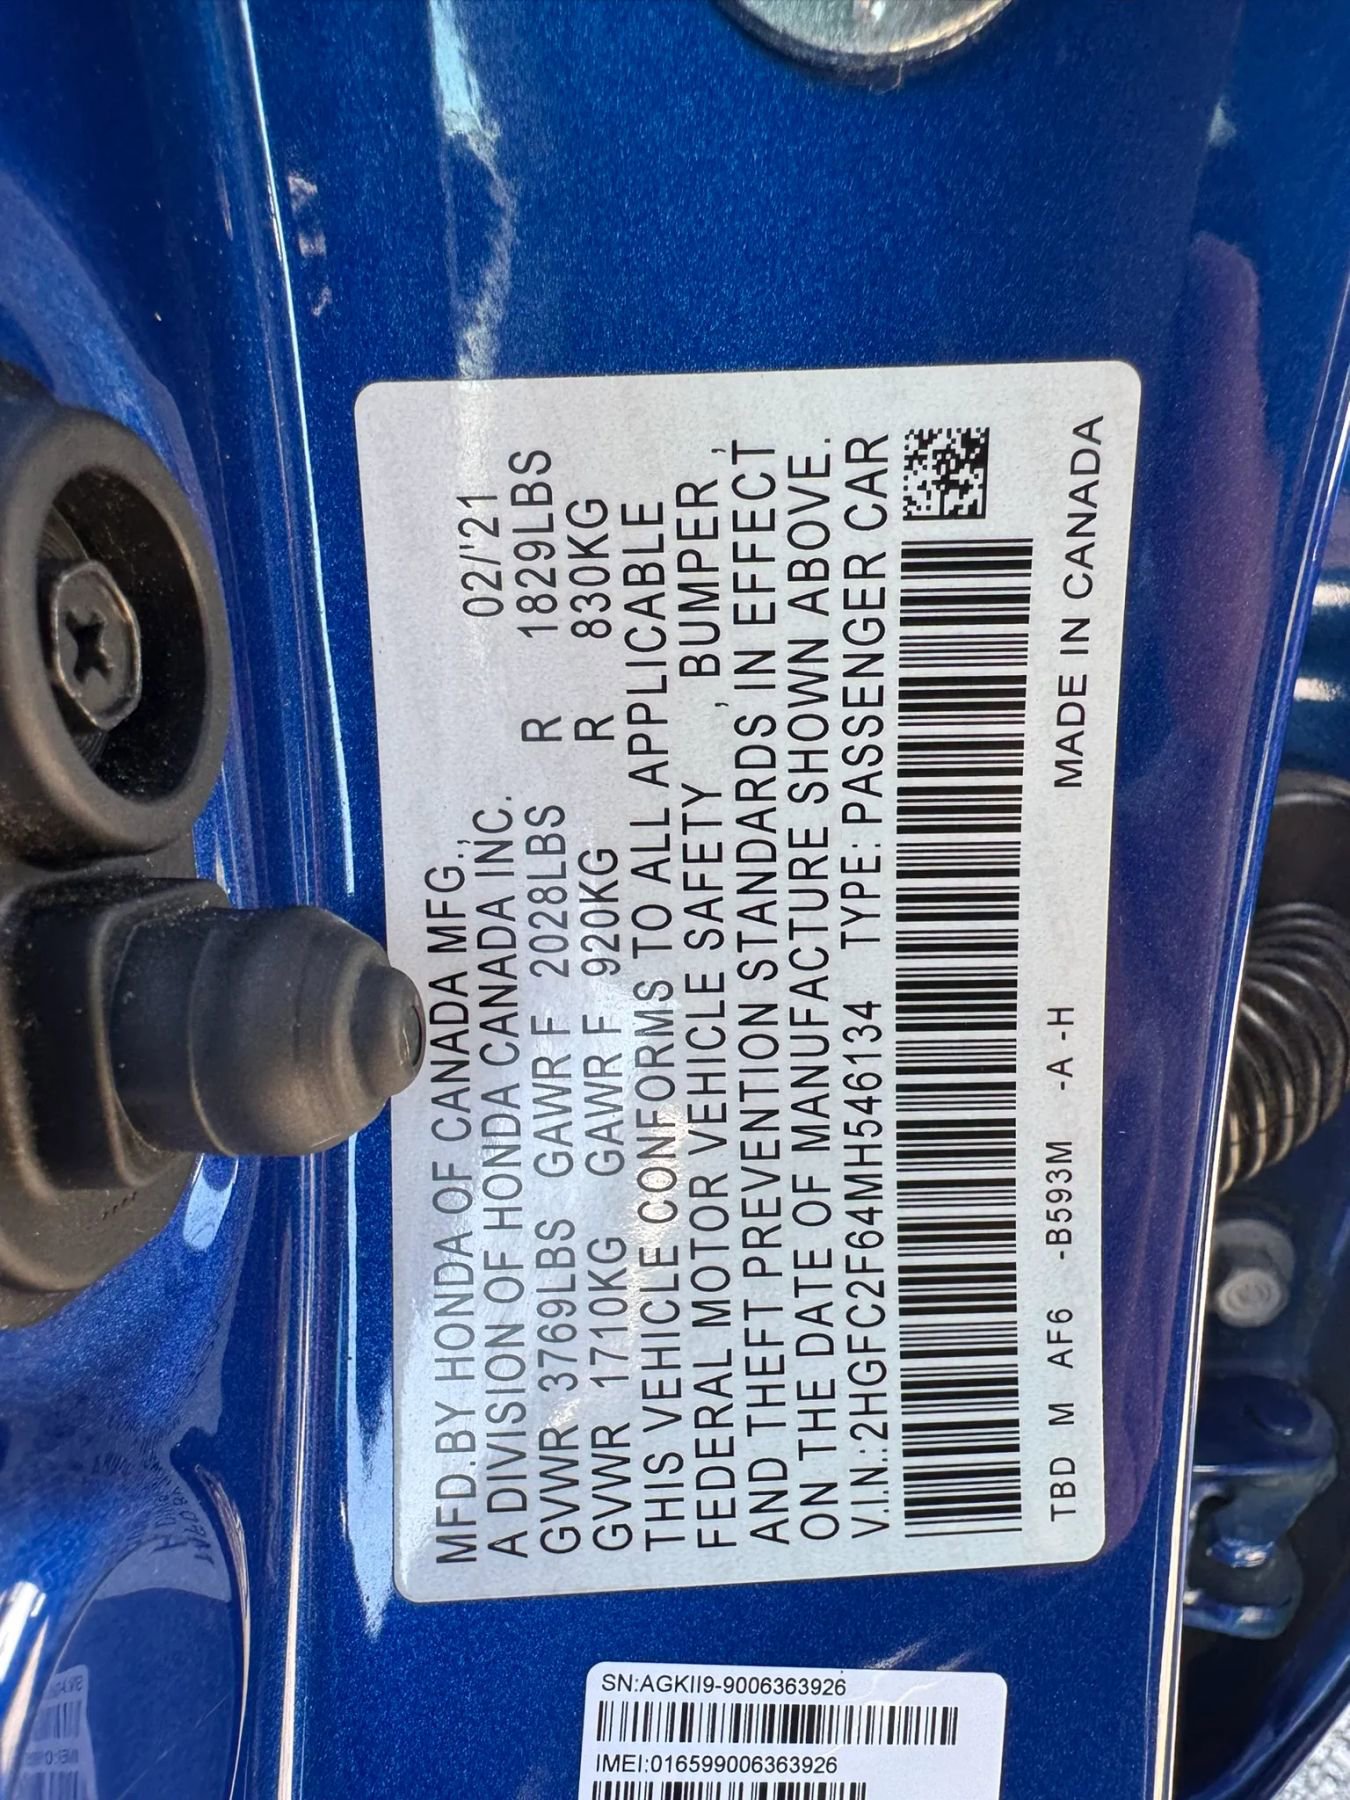 MFD.BY HONDA OF CANADA MFG.,
A DIVISION OF HONDA CANADA INC. 02/'21
GVWR 3769LBS GAWR F 2028LBS R 1829LBS
GVWR 1710KG GAWR F 920KG R 830KG
THIS VEHICLE CONFORMS TO ALL APPLICABLE
FEDERAL MOTOR VEHICLE SAFETY , BUMPER ,
AND THEFT PREVENTION STANDARDS IN EFFECT
ON THE DATE OF MANUFACTURE SHOWN ABOVE.
V.I.N.:2HGFC2F64MH546134 TYPE: PASSENGER CAR
TBD M AF6 -B593M -A -H MADE IN CANADA
SN:AGKII9-9006363926
IMEI:016599006363926